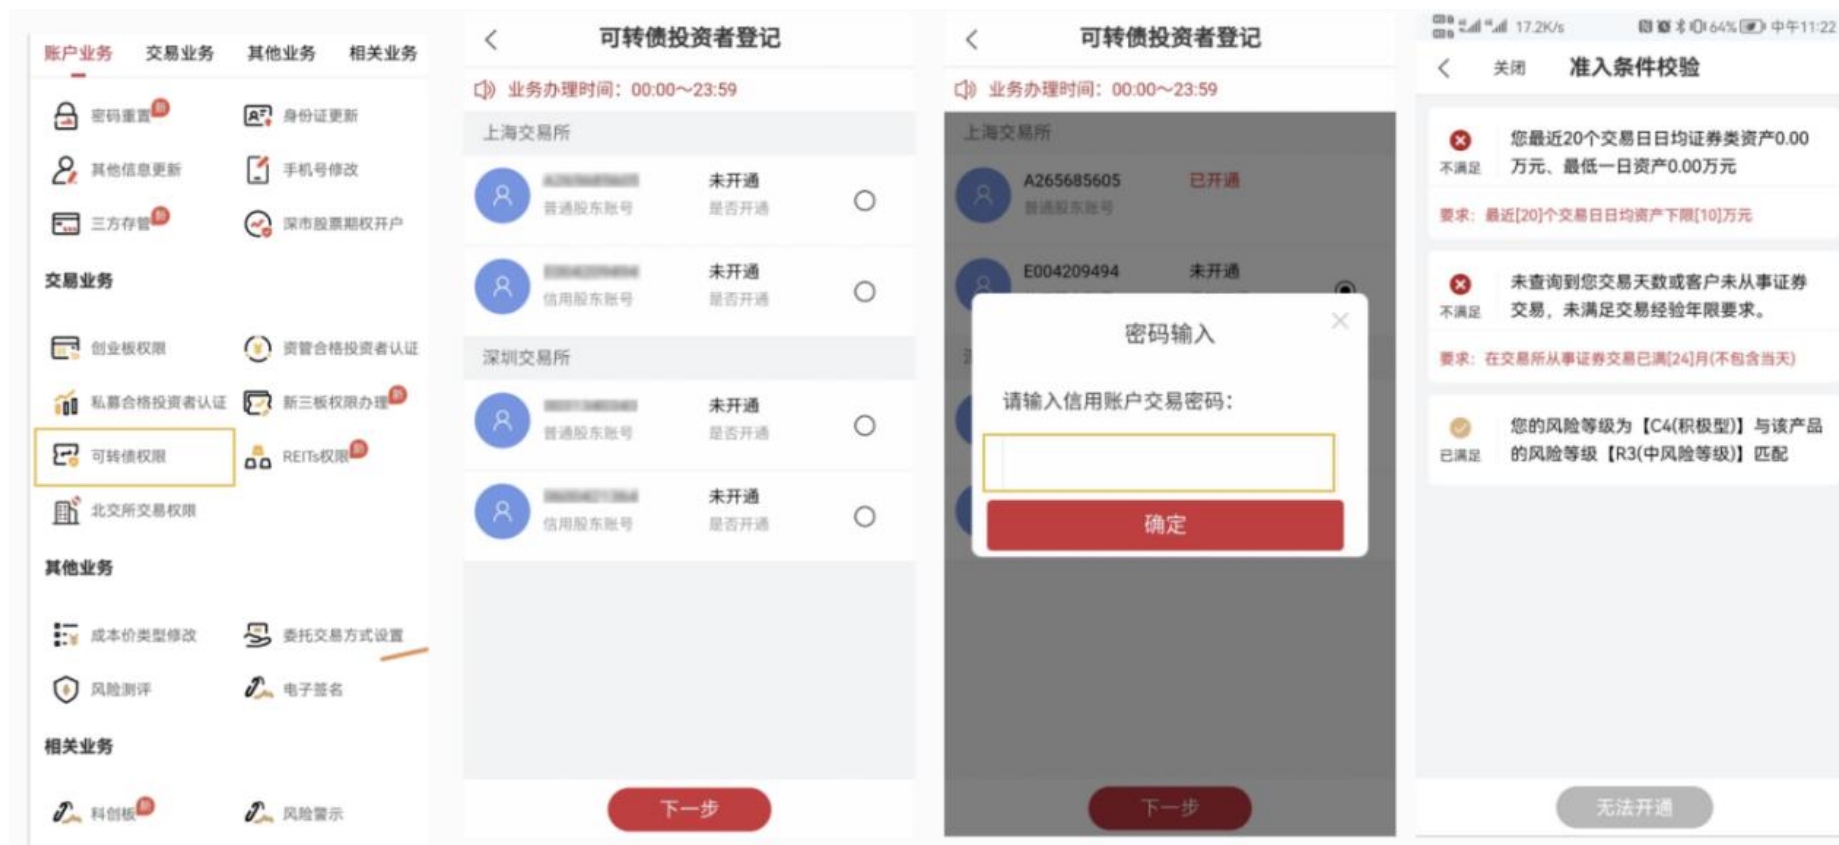 账户业务 交易业务 其他业务 相关业务
密码重置 新 身份证更新
其他信息更新 手机号修改
三方存管 新 深市股票期权开户
交易业务
创业板权限 资管合格投资者认证
私募合格投资者认证 新三板权限办理 新
可转债权限 REITs权限 新
北交所交易权限
其他业务
成本价类型修改 委托交易方式设置
风险测评 电子签名
相关业务
科创板 新 风险警示
可转债投资者登记
业务办理时间：00:00～23:59
上海交易所
未开通
普通股东账号 是否开通
未开通
信用股东账号 是否开通
深圳交易所
未开通
普通股东账号 是否开通
未开通
信用股东账号 是否开通
下一步
可转债投资者登记
业务办理时间：00:00～23:59
上海交易所
A265685605 已开通
普通股东账号
E004209494 未开通
密码输入
请输入信用账户交易密码：
确定
下一步
17.2K/s 64% 中午11:22
关闭 准入条件校验
您最近20个交易日日均证券类资产0.00
不满足 万元、最低一日资产0.00万元
要求：最近[20]个交易日日均资产下限[10]万元
未查询到您交易天数或客户未从事证券
不满足 交易，未满足交易经验年限要求。
要求：在交易所从事证券交易已满[24]月(不包含当天)
您的风险等级为【C4(积极型)】与该产品
已满足 的风险等级【R3(中风险等级)】匹配
无法开通